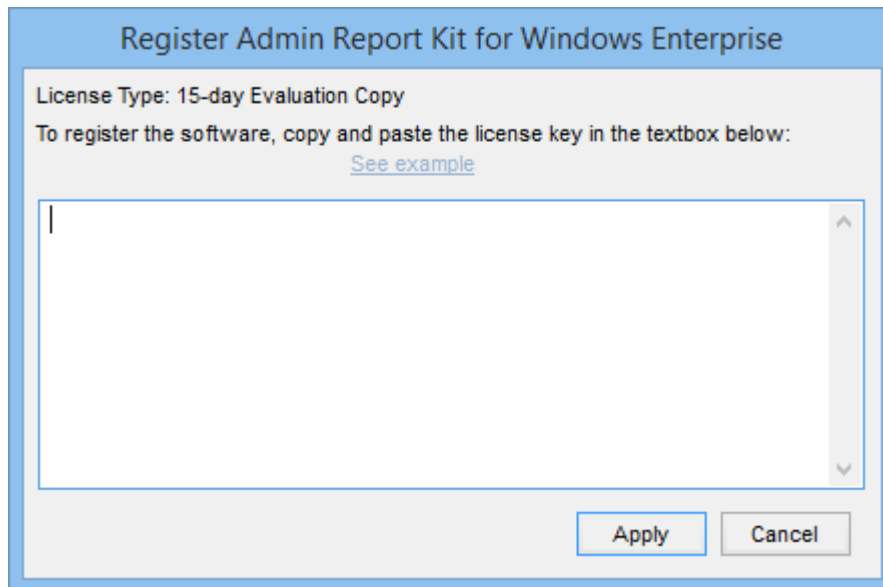 Register Admin Report Kit for Windows Enterprise
License Type: 15-day Evaluation Copy
To register the software, copy and paste the license key in the textbox below:
See example
Apply Cancel